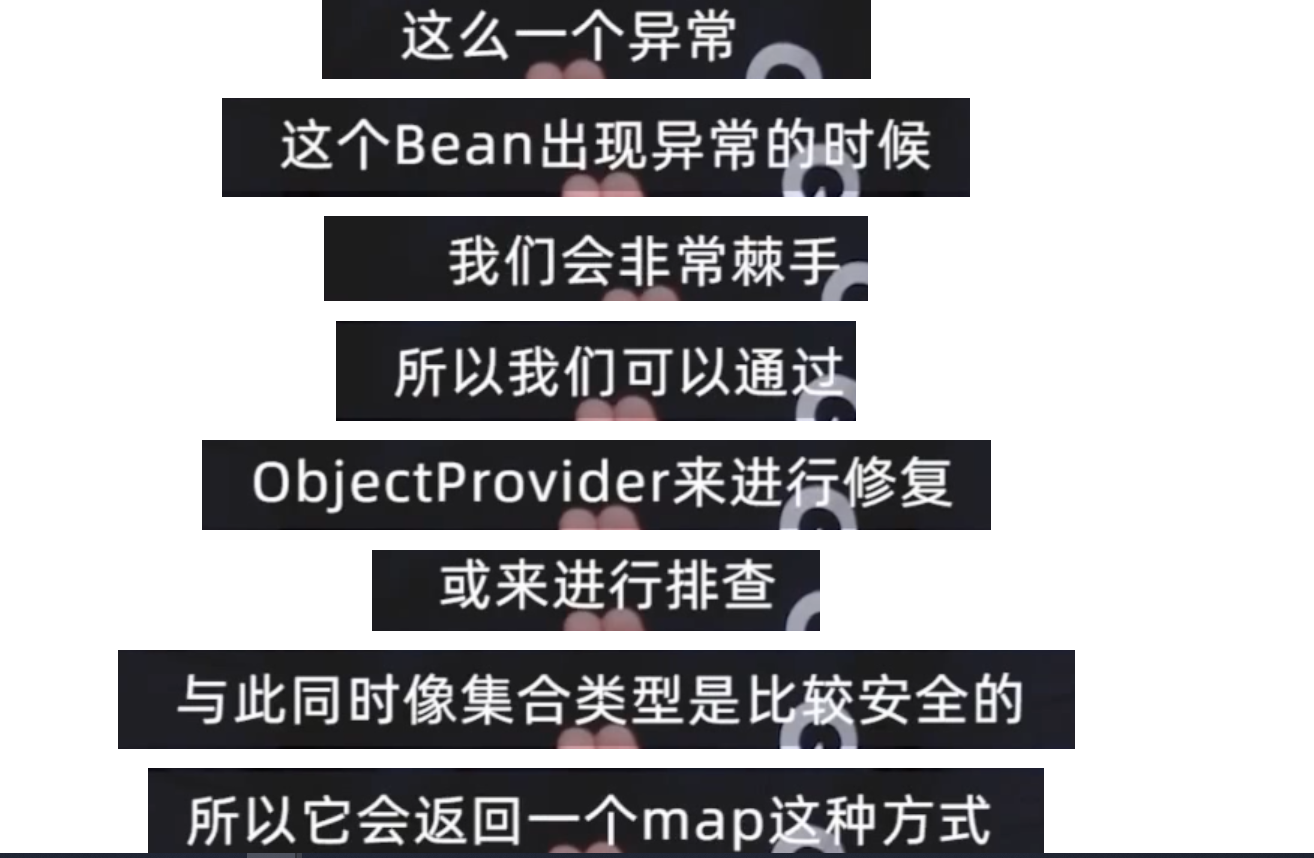 这么一个异常
这个Bean出现异常的时候
我们会非常棘手
所以我们可以通过
ObjectProvider来进行修复
或来进行排查
与此同时像集合类型是比较安全的
所以它会返回一个map这种方式